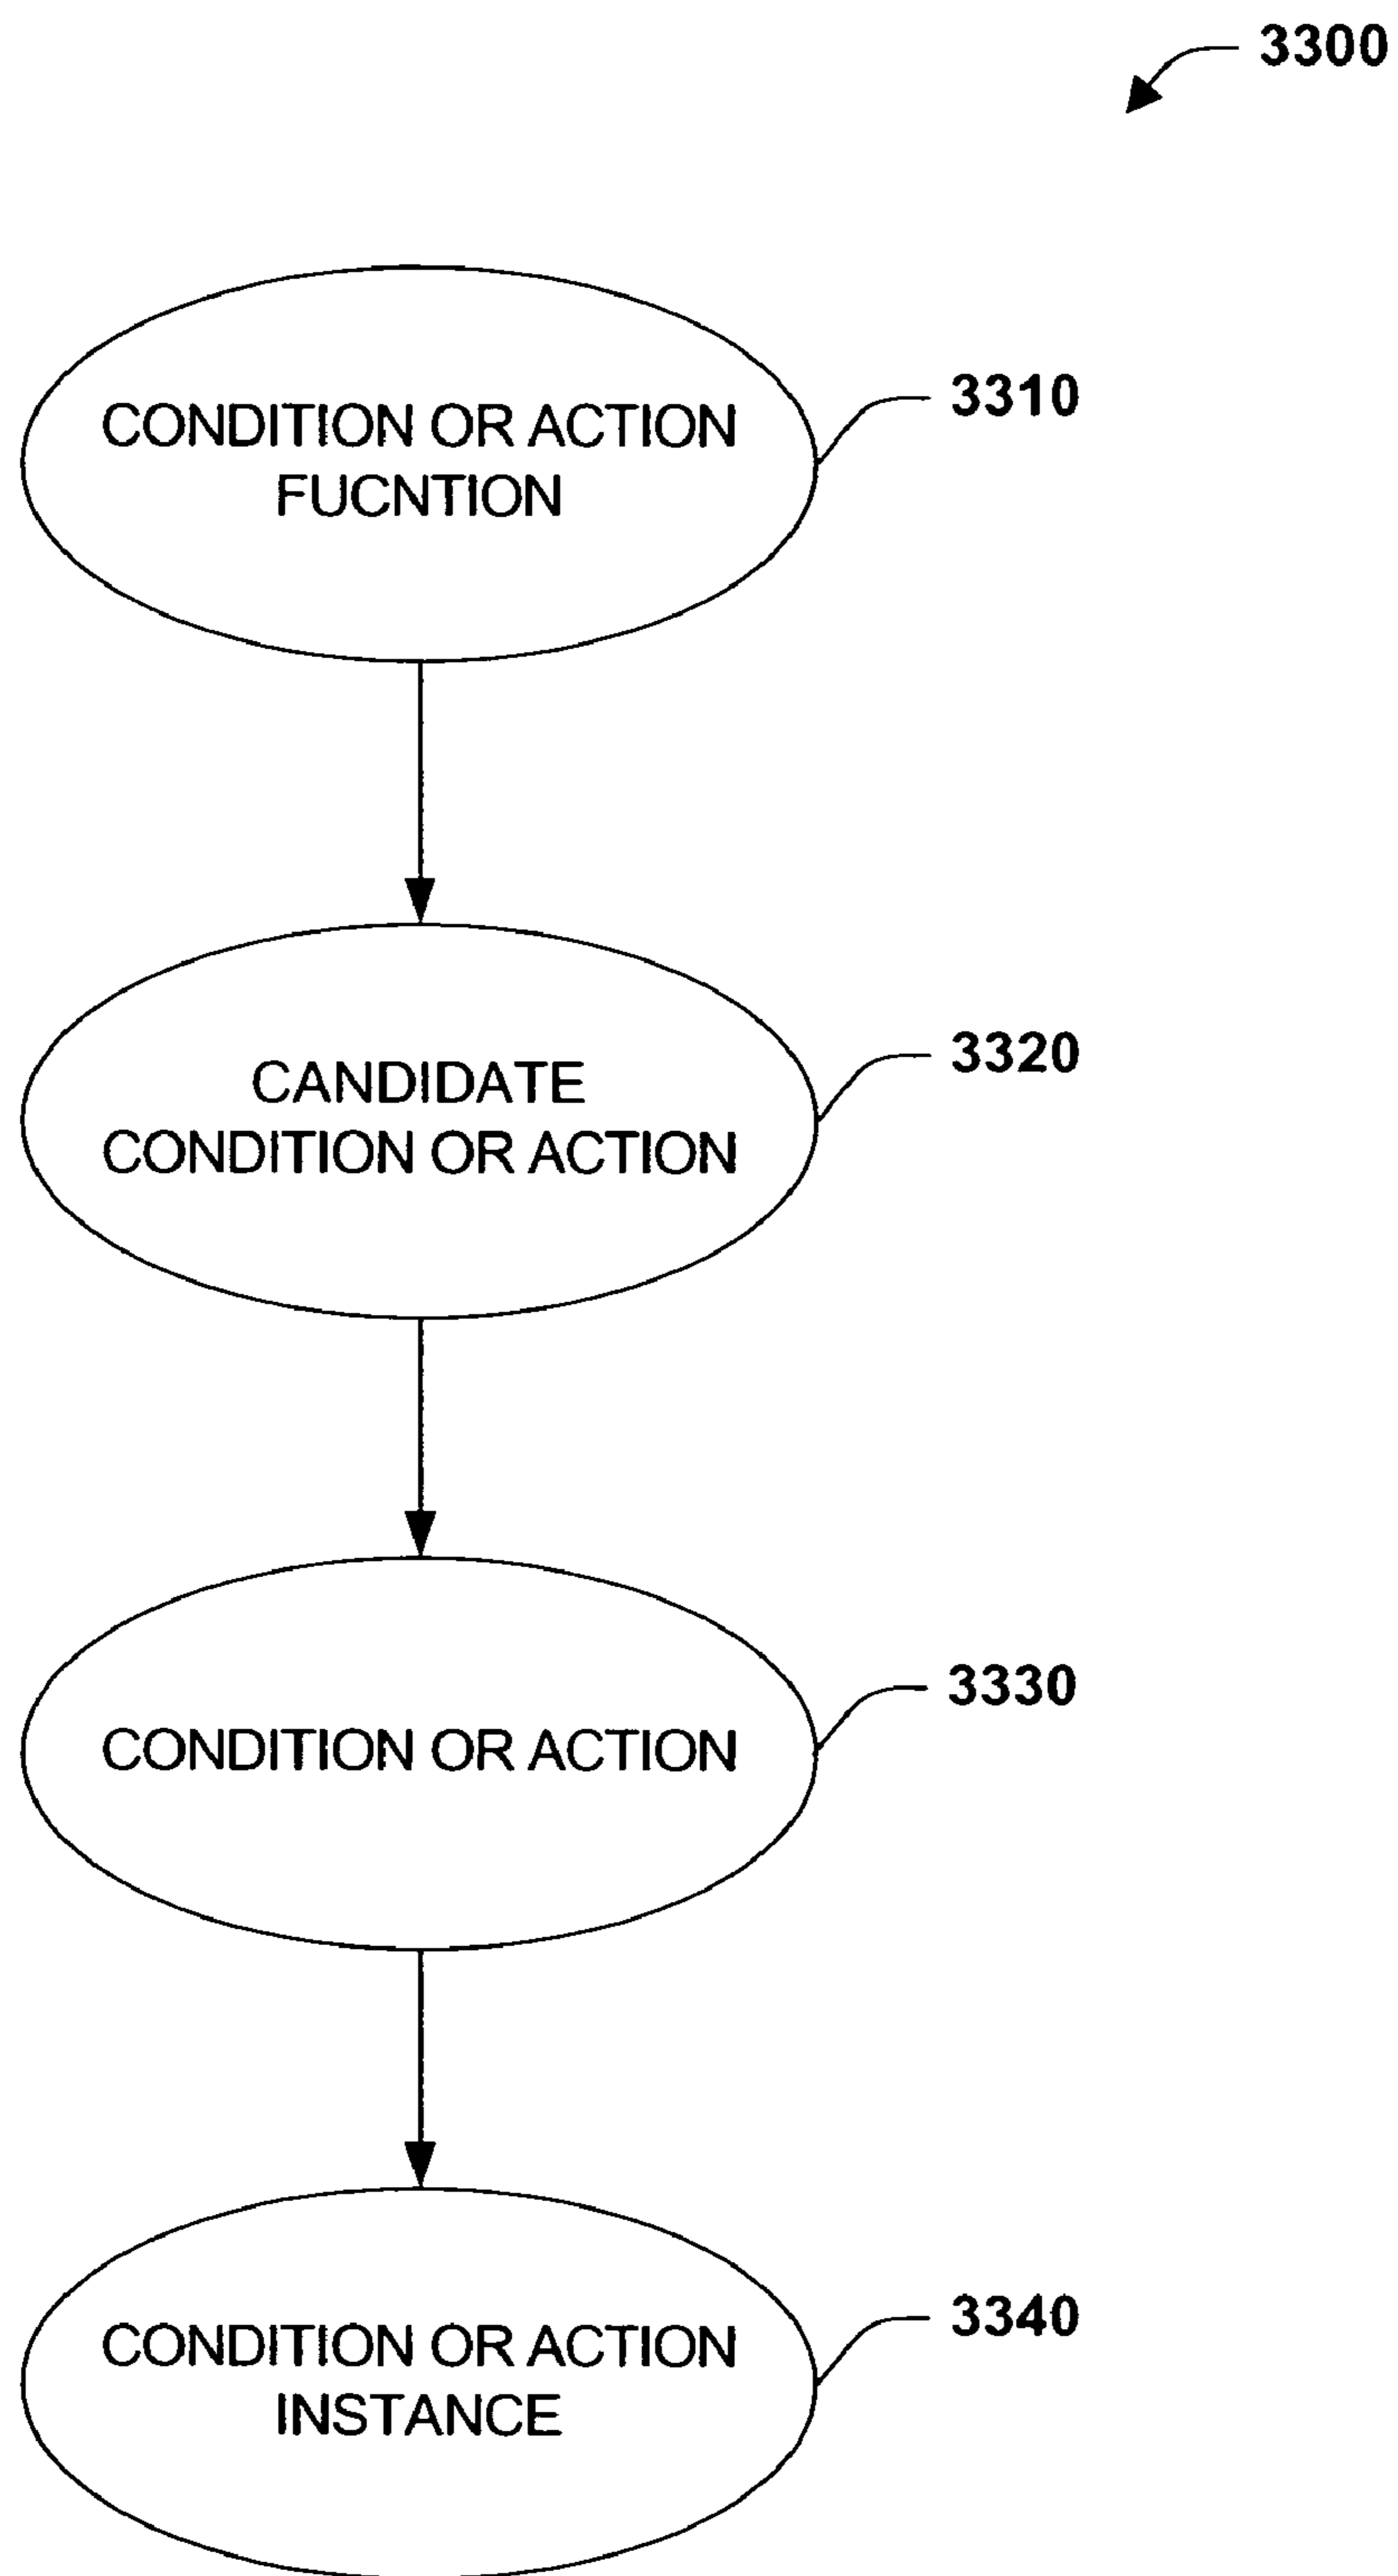 3300
CONDITION OR ACTION
FUCNTION
3310
CANDIDATE
CONDITION OR ACTION
3320
CONDITION OR ACTION
3330
CONDITION OR ACTION
INSTANCE
3340